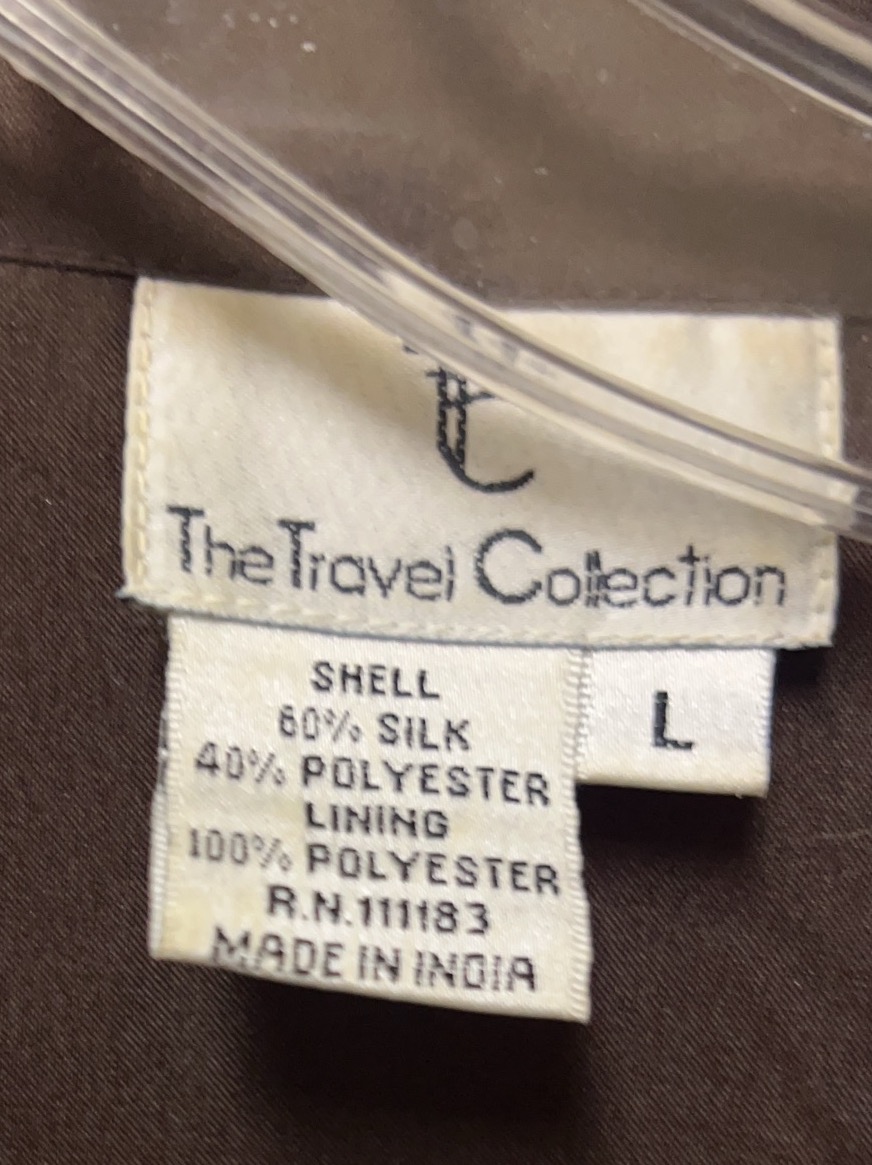 tc
The Travel Collection
SHELL
60% SILK
40% POLYESTER
LINING
100% POLYESTER
R.N.111183
MADE IN INDIA
L